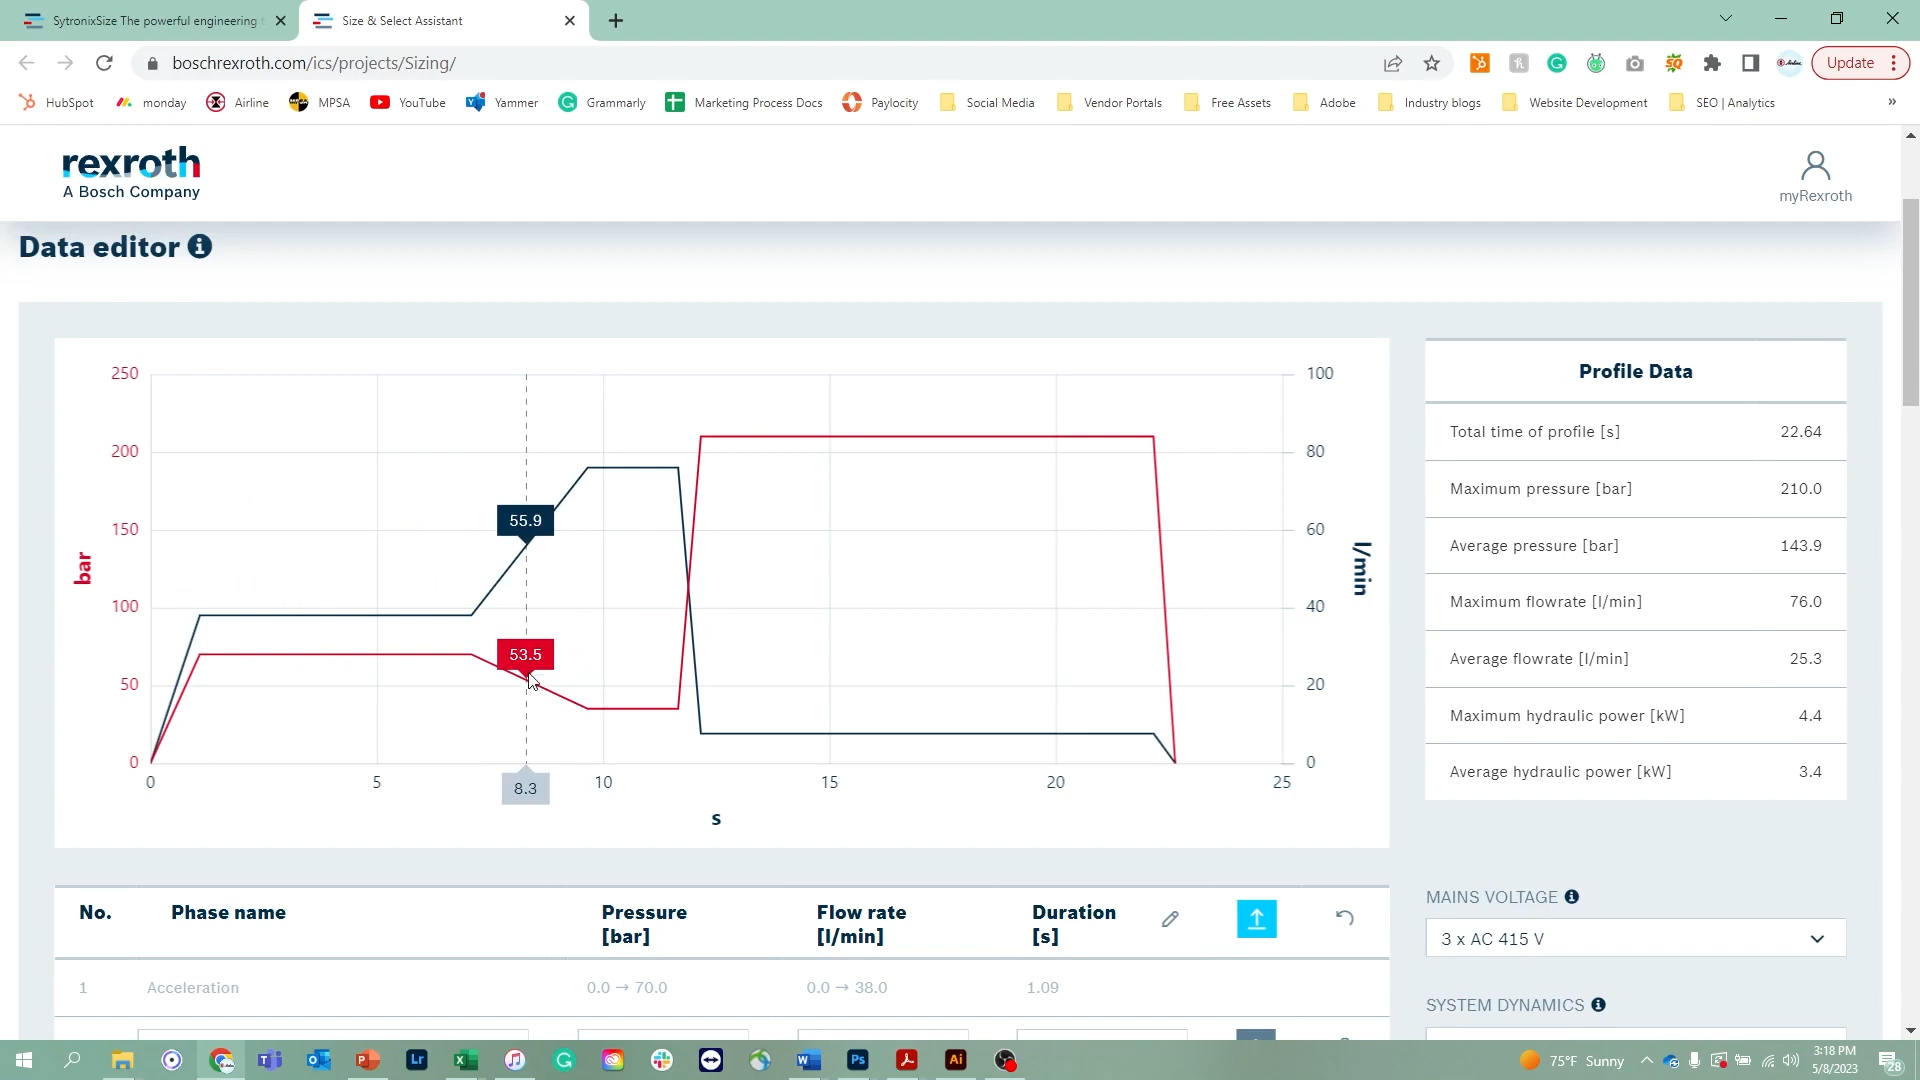 SytronixSize The powerful engineering
Size & Select Assistant
boschrexroth.com/ics/projects/Sizing/
Update
HubSpot
monday
Airline
MPSA
YouTube
Yammer
Grammarly
Marketing Process Docs
Paylocity
Social Media
Vendor Portals
Free Assets
Adobe
Industry blogs
Website Development
SEO | Analytics
»
rexroth
A Bosch Company
myRexroth
Data editor
250
200
150
100
50
0
bar
100
80
60
40
20
0
l/min
55.9
53.5
8.3
0
5
10
15
20
25
s
Profile Data
Total time of profile [s] 22.64
Maximum pressure [bar] 210.0
Average pressure [bar] 143.9
Maximum flowrate [l/min] 76.0
Average flowrate [l/min] 25.3
Maximum hydraulic power [kW] 4.4
Average hydraulic power [kW] 3.4
No. Phase name Pressure [bar] Flow rate [l/min] Duration [s]
1 Acceleration 0.0 → 70.0 0.0 → 38.0 1.09
MAINS VOLTAGE
3 x AC 415 V
SYSTEM DYNAMICS
75°F Sunny
3:18 PM
5/8/2023
28